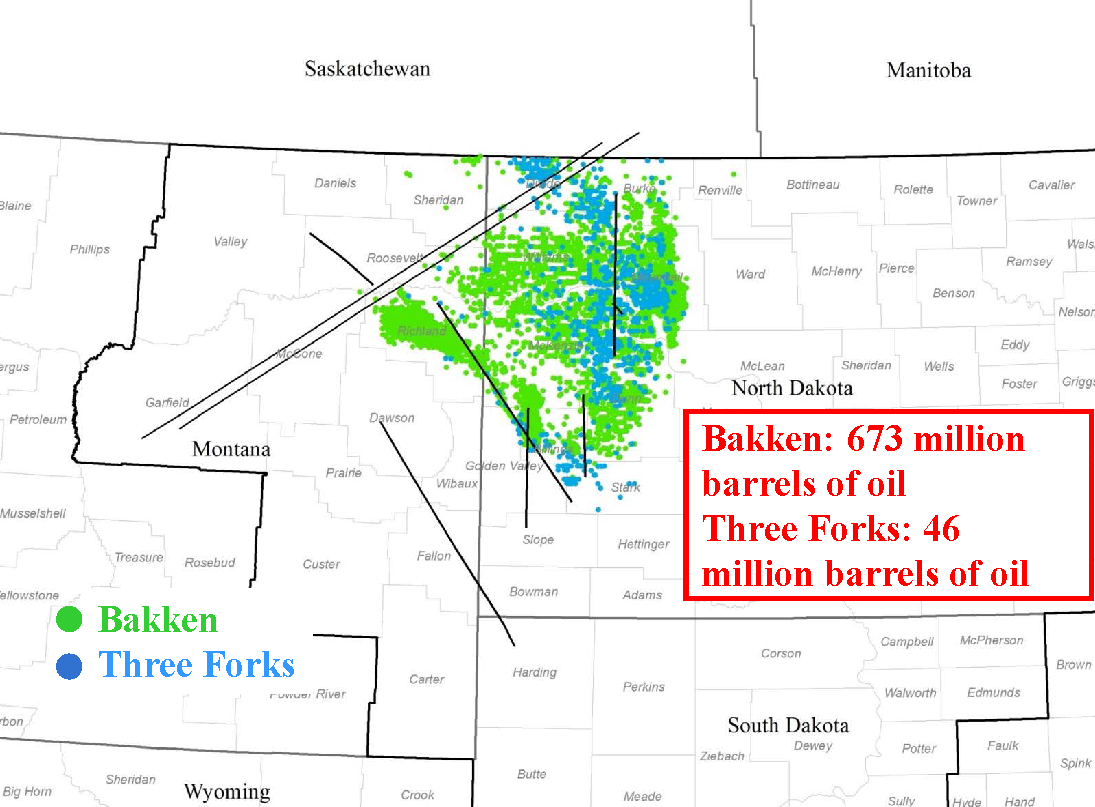 Saskatchewan
Manitoba
Daniels
Sheridan
Burke
Renville
Bottineau
Rolette
Towner
Cavalier
Blaine
Phillips
Valley
Roosevelt
Williams
Ward
McHenry
Pierce
Benson
Ramsey
Wals
Nelson
Richland
McCone
McKenzie
McLean
Sheridan
Wells
Eddy
Foster
Griggs
ergus
Petroleum
Garfield
Dawson
Dunn
North Dakota
Montana
Prairie
Wibaux
Golden Valley
Billings
Stark
Bakken: 673 million
barrels of oil
Three Forks: 46
million barrels of oil
Musselshell
Treasure
Rosebud
Custer
Fallon
Slope
Hettinger
Bowman
Adams
ellowstone
Bakken
Three Forks
Powder River
Carter
Harding
Perkins
Corson
Campbell
McPherson
Brown
Walworth
Edmunds
rbon
South Dakota
Dewey
Ziebach
Potter
Faulk
Spink
Big Horn
Sheridan
Wyoming
Crook
Butte
Meade
Sully
Hyde
Hand